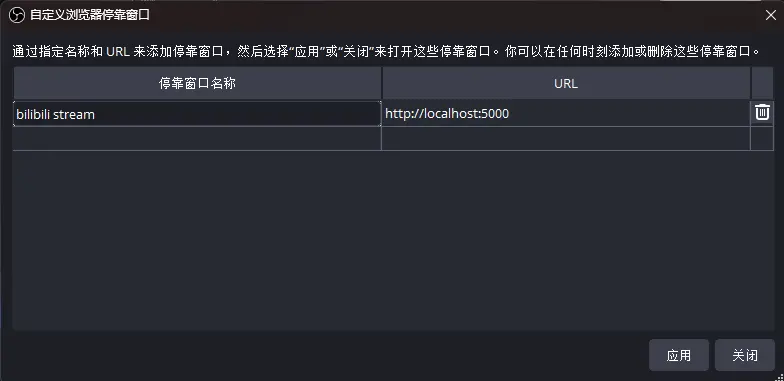 自定义浏览器停靠窗口
通过指定名称和 URL 来添加停靠窗口，然后选择“应用”或“关闭”来打开这些停靠窗口。你可以在任何时刻添加或删除这些停靠窗口。
停靠窗口名称 URL
bilibili stream http://localhost:5000
应用 关闭